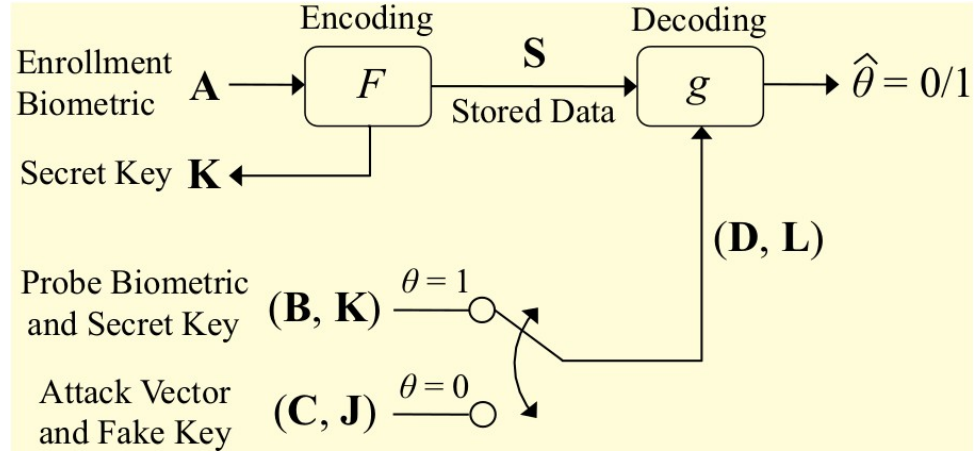 Encoding
Decoding
Enrollment
Biometric
A
F
S
Stored Data
g
θ̂ = 0/1
Secret Key K
(D, L)
Probe Biometric
and Secret Key
(B, K)
θ = 1
Attack Vector
and Fake Key
(C, J)
θ = 0